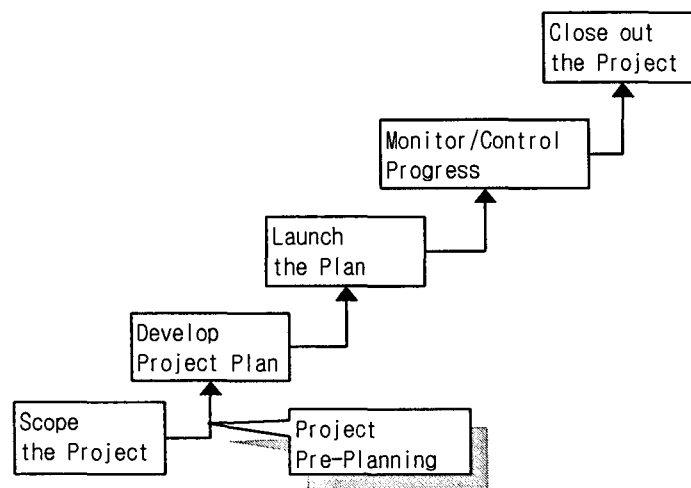 Close out
the Project
Monitor/Control
Progress
Launch
the Plan
Develop
Project Plan
Scope
the Project
Project
Pre-Planning